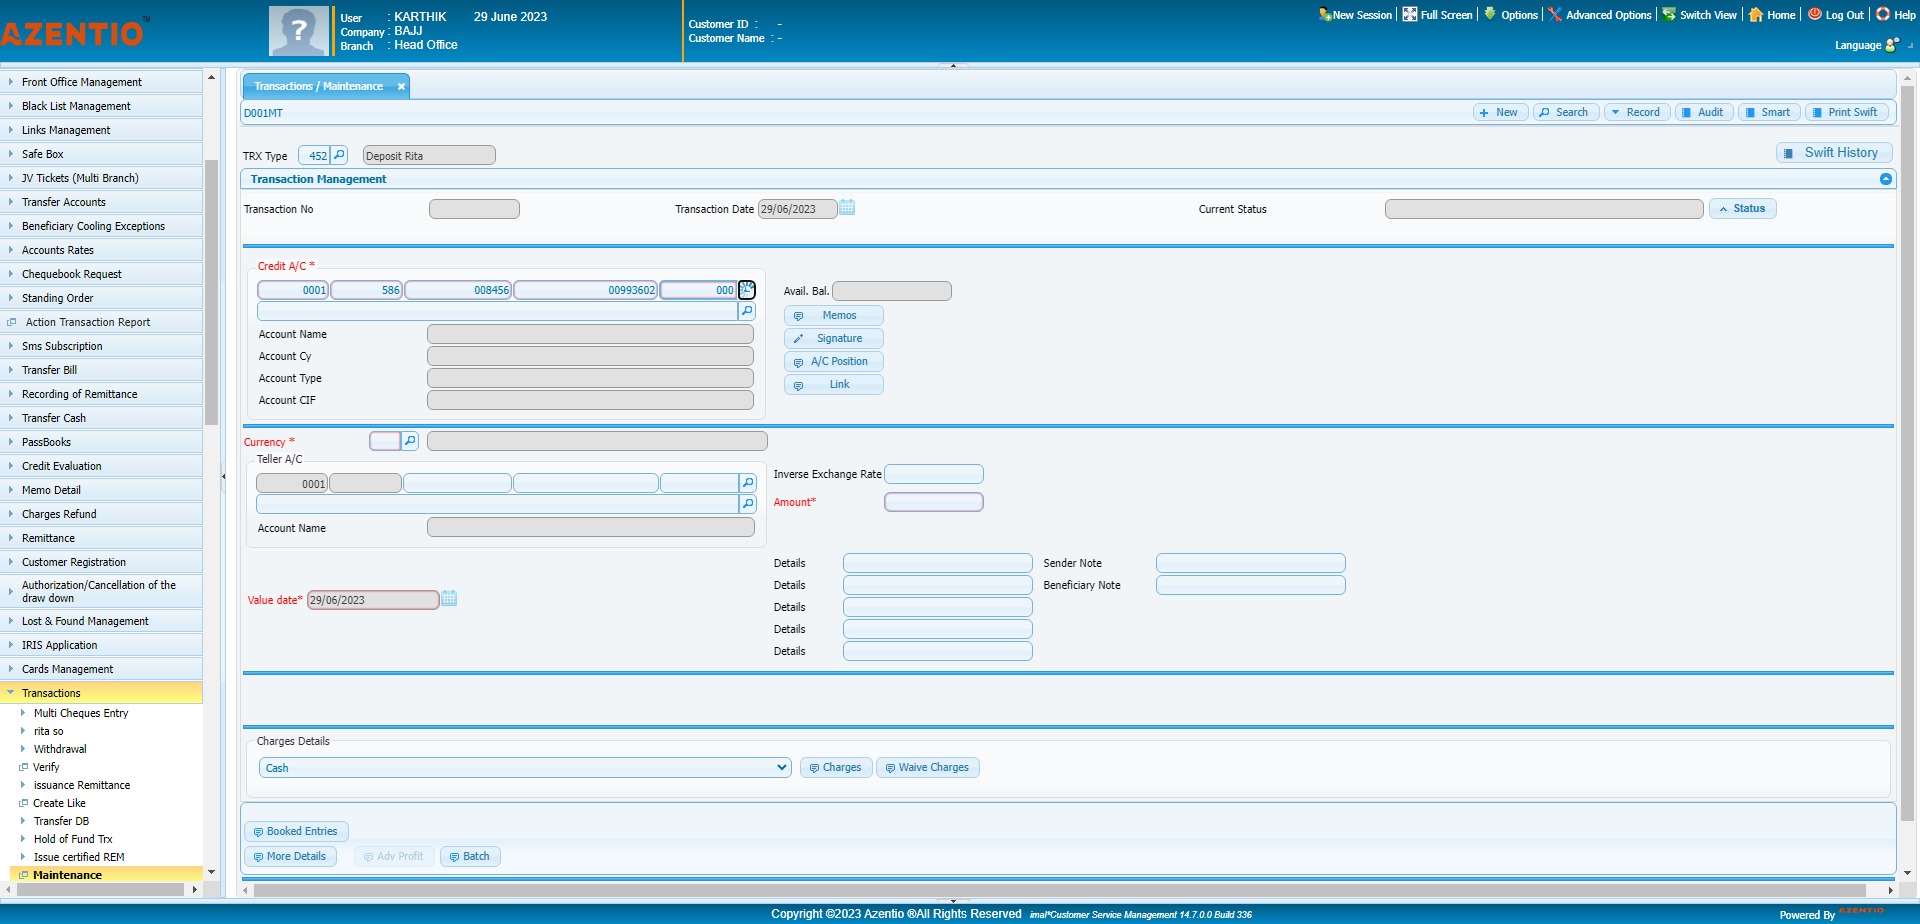 AZENTIO™
?
User : KARTHIK 29 June 2023
Company : BAJJ
Branch : Head Office
Customer ID : -
Customer Name : -
New Session Full Screen Options Advanced Options Switch View Home Log Out Help
Language
Front Office Management
Black List Management
Links Management
Safe Box
JV Tickets (Multi Branch)
Transfer Accounts
Beneficiary Cooling Exceptions
Accounts Rates
Chequebook Request
Standing Order
Action Transaction Report
Sms Subscription
Transfer Bill
Recording of Remittance
Transfer Cash
PassBooks
Credit Evaluation
Memo Detail
Charges Refund
Remittance
Customer Registration
Authorization/Cancellation of the
draw down
Lost & Found Management
IRIS Application
Cards Management
Transactions
Multi Cheques Entry
rita so
Withdrawal
Verify
issuance Remittance
Create Like
Transfer DB
Hold of Fund Trx
Issue certified REM
Maintenance
Transactions / Maintenance
D001MT
New Search Record Audit Smart Print Swift
TRX Type 452 Deposit Rita
Swift History
Transaction Management
Transaction No Transaction Date 29/06/2023 Current Status Status
Credit A/C *
0001 586 008456 00993602 000
Avail. Bal.
Memos
Account Name Signature
Account Cy A/C Position
Account Type Link
Account CIF
Currency *
Teller A/C
0001
Inverse Exchange Rate
Amount*
Account Name
Details Sender Note
Details Beneficiary Note
Value date* 29/06/2023
Details
Details
Details
Charges Details
Cash Charges Waive Charges
Booked Entries
More Details Adv Profit Batch
Copyright ©2023 Azentio ®All Rights Reserved imal*Customer Service Management 14.7.0.0 Build 336
Powered By AZENTIO